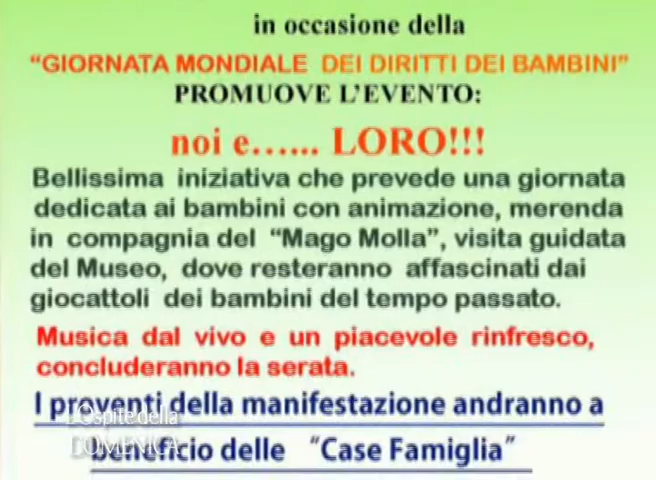 in occasione della
“GIORNATA MONDIALE DEI DIRITTI DEI BAMBINI”
PROMUOVE L’EVENTO:
noi e…... LORO!!!
Bellissima iniziativa che prevede una giornata
dedicata ai bambini con animazione, merenda
in compagnia del “Mago Molla”, visita guidata
del Museo, dove resteranno affascinati dai
giocattoli dei bambini del tempo passato.
Musica dal vivo e un piacevole rinfresco,
concluderanno la serata.
I proventi della manifestazione andranno a
beneficio delle “Case Famiglia”
L'Ospite della
DOMENICA